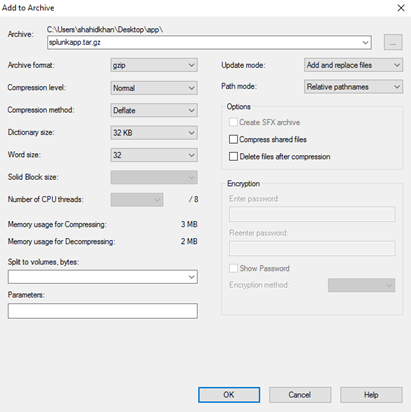 Add to Archive
Archive: C:\Users\shahidkhan\Desktop\app\
splunkapp.tar.gz
...
Archive format: gzip
Update mode: Add and replace files
Compression level: Normal
Path mode: Relative pathnames
Compression method: Deflate
Options
Create SFX archive
Dictionary size: 32 KB
Compress shared files
Word size: 32
Delete files after compression
Solid Block size:
Number of CPU threads: / 8
Encryption
Enter password:
Memory usage for Compressing: 3 MB
Reenter password:
Memory usage for Decompressing: 2 MB
Split to volumes, bytes:
Show Password
Encryption method:
Parameters:
OK Cancel Help